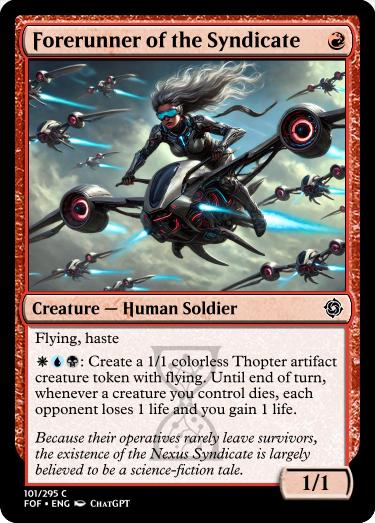 Forerunner of the Syndicate
Creature — Human Soldier
Flying, haste
: Create a 1/1 colorless Thopter artifact
creature token with flying. Until end of turn,
whenever a creature you control dies, each
opponent loses 1 life and you gain 1 life.
Because their operatives rarely leave survivors,
the existence of the Nexus Syndicate is largely
believed to be a science-fiction tale.
1/1
101/295 C
FOF • ENG ChatGPT